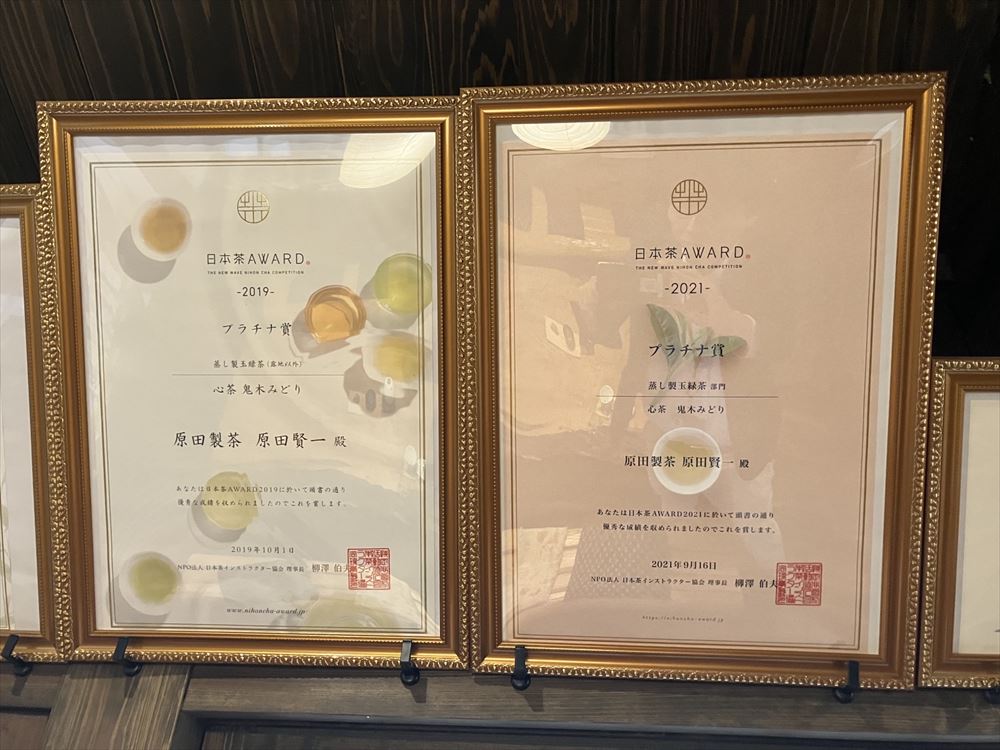 日本茶AWARD
THE NEW WAVE NIHON CHA COMPETITION
-2019-
プラチナ賞
蒸し製玉緑茶(露地以外)
心茶 鬼木みどり
原田製茶 原田賢一 殿
あなたは日本茶AWARD2019に於いて頭書の通り
優秀な成績を収められましたのでこれを賞します。
2019年10月1日
NPO法人 日本茶インストラクター協会 理事長 柳澤 伯夫
www.nihoncha-award.jp
日本茶AWARD
THE NEW WAVE NIHON CHA COMPETITION
-2021-
プラチナ賞
蒸し製玉緑茶 部門
心茶 鬼木みどり
原田製茶 原田賢一 殿
あなたは日本茶AWARD2021に於いて頭書の通り
優秀な成績を収められましたのでこれを賞します。
2021年9月16日
NPO法人 日本茶インストラクター協会 理事長 柳澤 伯夫
https://nihoncha-award.jp